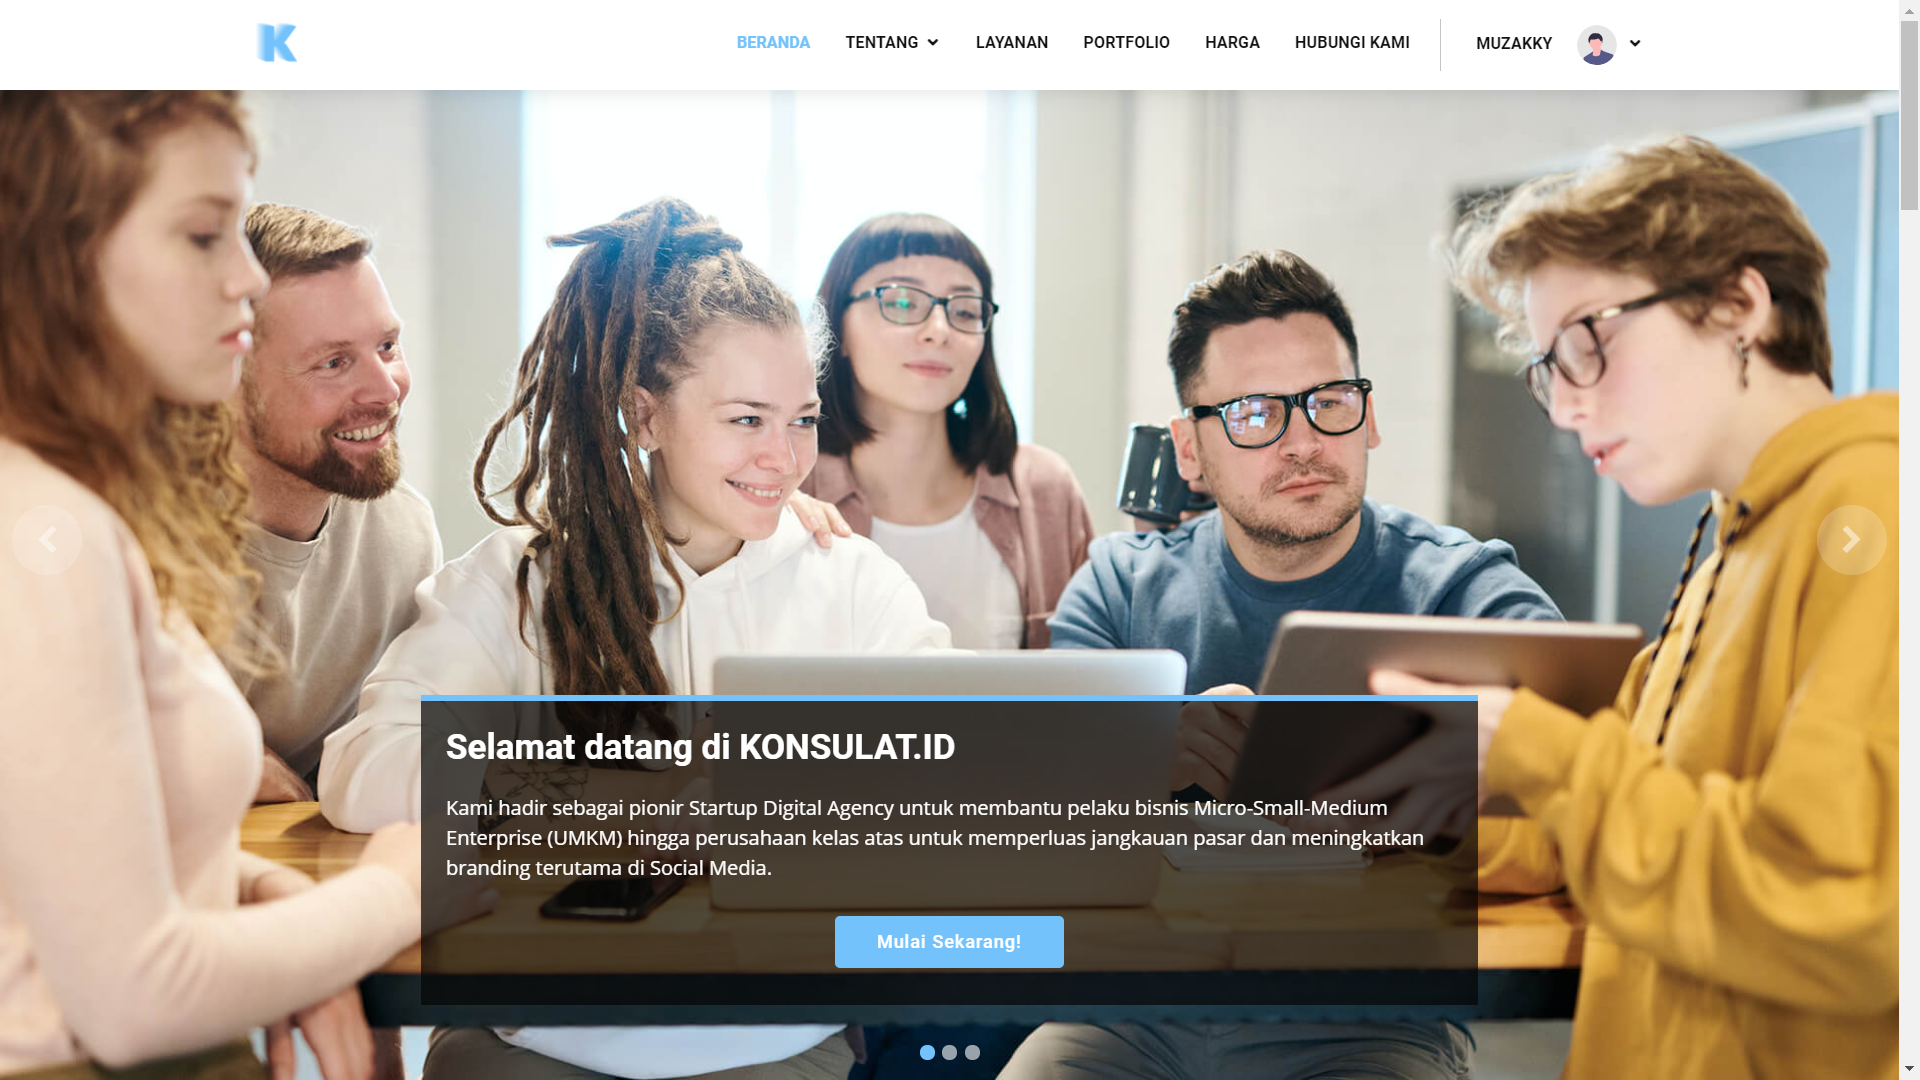 K
BERANDA TENTANG LAYANAN PORTFOLIO HARGA HUBUNGI KAMI MUZAKKY
Selamat datang di KONSULAT.ID
Kami hadir sebagai pionir Startup Digital Agency untuk membantu pelaku bisnis Micro-Small-Medium
Enterprise (UMKM) hingga perusahaan kelas atas untuk memperluas jangkauan pasar dan meningkatkan
branding terutama di Social Media.
Mulai Sekarang!